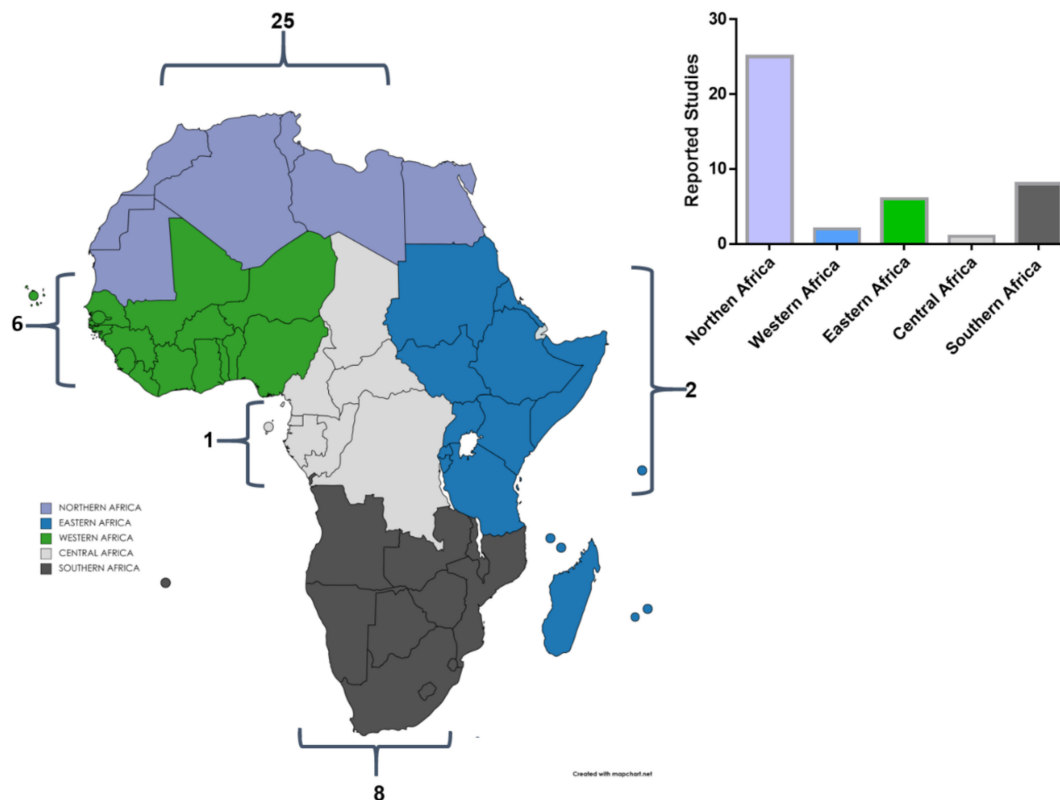 25
6
1
2
8
NORTHERN AFRICA
EASTERN AFRICA
WESTERN AFRICA
CENTRAL AFRICA
SOUTHERN AFRICA
Created with mapchart.net
Reported Studies
30
20
10
0
Northen Africa
Western Africa
Eastern Africa
Central Africa
Southern Africa